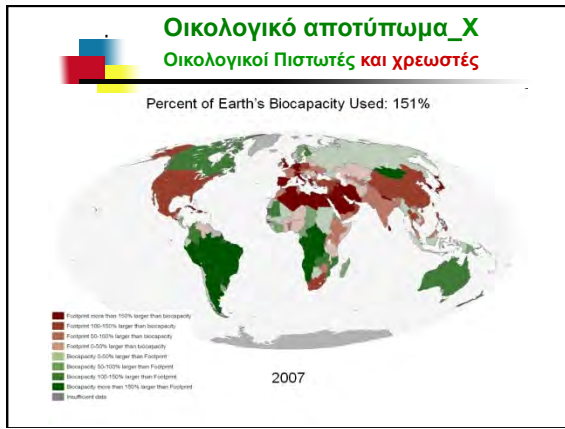 Οικολογικό αποτύπωμα_Χ
Οικολογικοί Πιστωτές και χρεωστές
Percent of Earth's Biocapacity Used: 151%
Footprint more than 150% larger than biocapacity
Footprint 100-150% larger than biocapacity
Footprint 50-100% larger than biocapacity
Footprint 0-50% larger than biocapacity
Biocapacity 0-50% larger than Footprint
Biocapacity 50-100% larger than Footprint
Biocapacity 100-150% larger than Footprint
Biocapacity more than 150% larger than Footprint
Insufficient data
2007